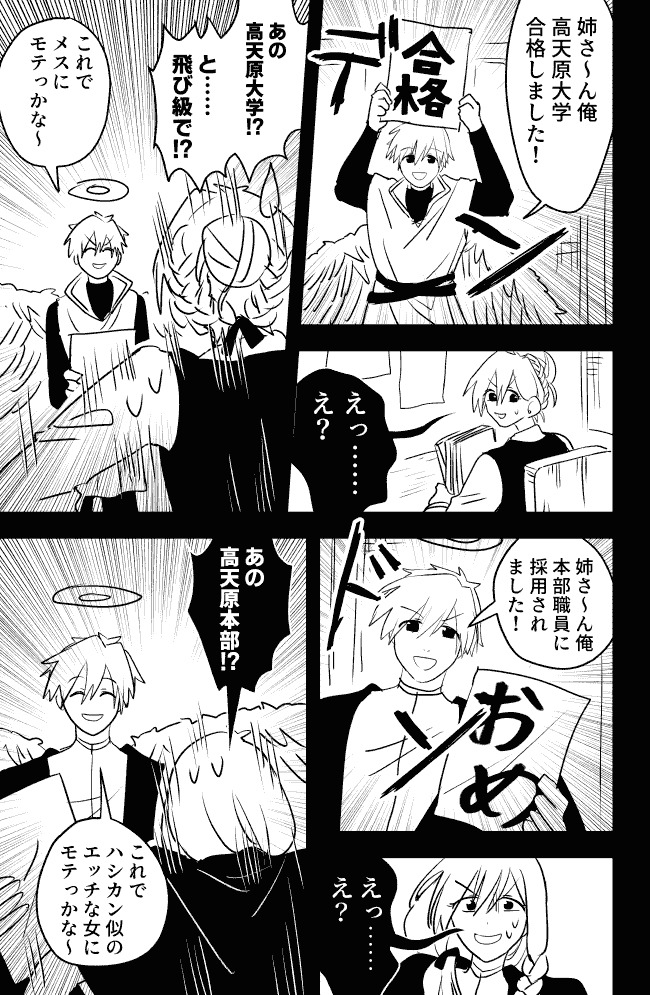 姉さ～ん俺
高天原大学
合格しました！
合格
デデーン
えっ……
え？
あの
高天原大学!?
と……
飛び級で!?
これで
メスに
モテっかな～
姉さ～ん俺
本部職員に
採用され
ました！
おめ
ドン
えっ……
え？
あの
高天原本部!?
これで
ハシカン似の
エッチな女に
モテっかな～